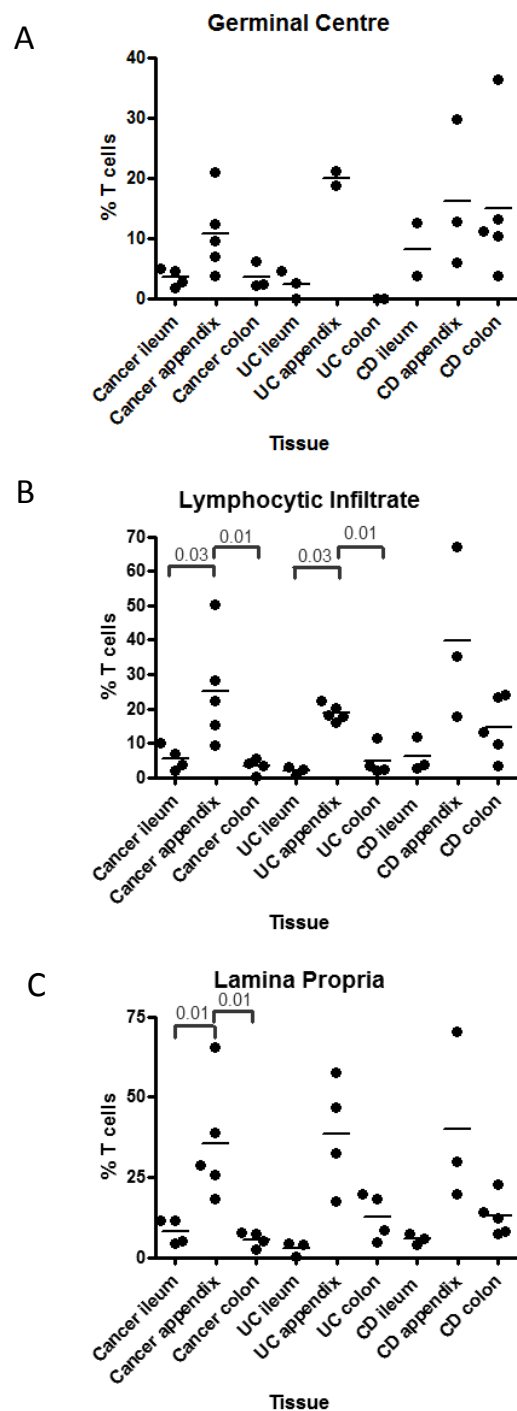 A
Germinal Centre
% T cells
40
30
20
10
0
Cancer ileum
Cancer appendix
Cancer colon
UC ileum
UC appendix
UC colon
CD ileum
CD appendix
CD colon
Tissue
B
Lymphocytic Infiltrate
0.03
0.01
0.03
0.01
% T cells
70
60
50
40
30
20
10
0
Cancer ileum
Cancer appendix
Cancer colon
UC ileum
UC appendix
UC colon
CD ileum
CD appendix
CD colon
Tissue
C
Lamina Propria
0.01
0.01
% T cells
75
50
25
0
Cancer ileum
Cancer appendix
Cancer colon
UC ileum
UC appendix
UC colon
CD ileum
CD appendix
CD colon
Tissue